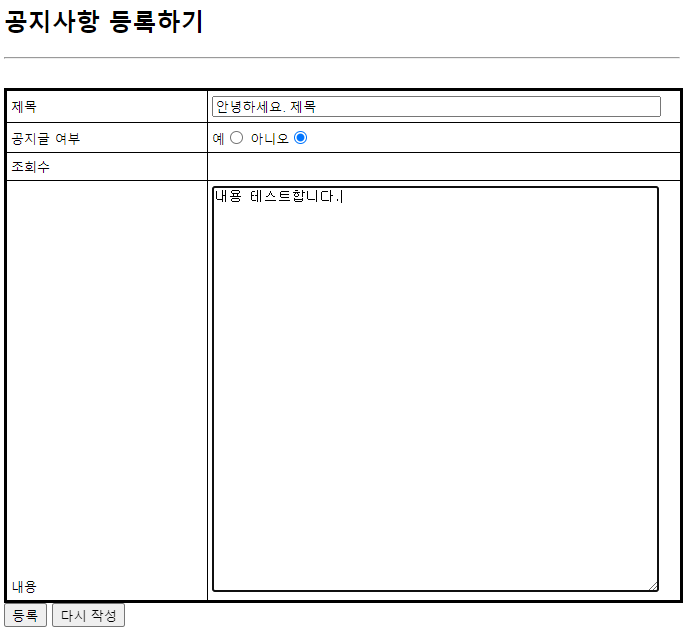 공지사항 등록하기
제목 안녕하세요. 제목
공지글 여부 예 아니오
조회수
내용 테스트합니다.
내용
등록 다시 작성